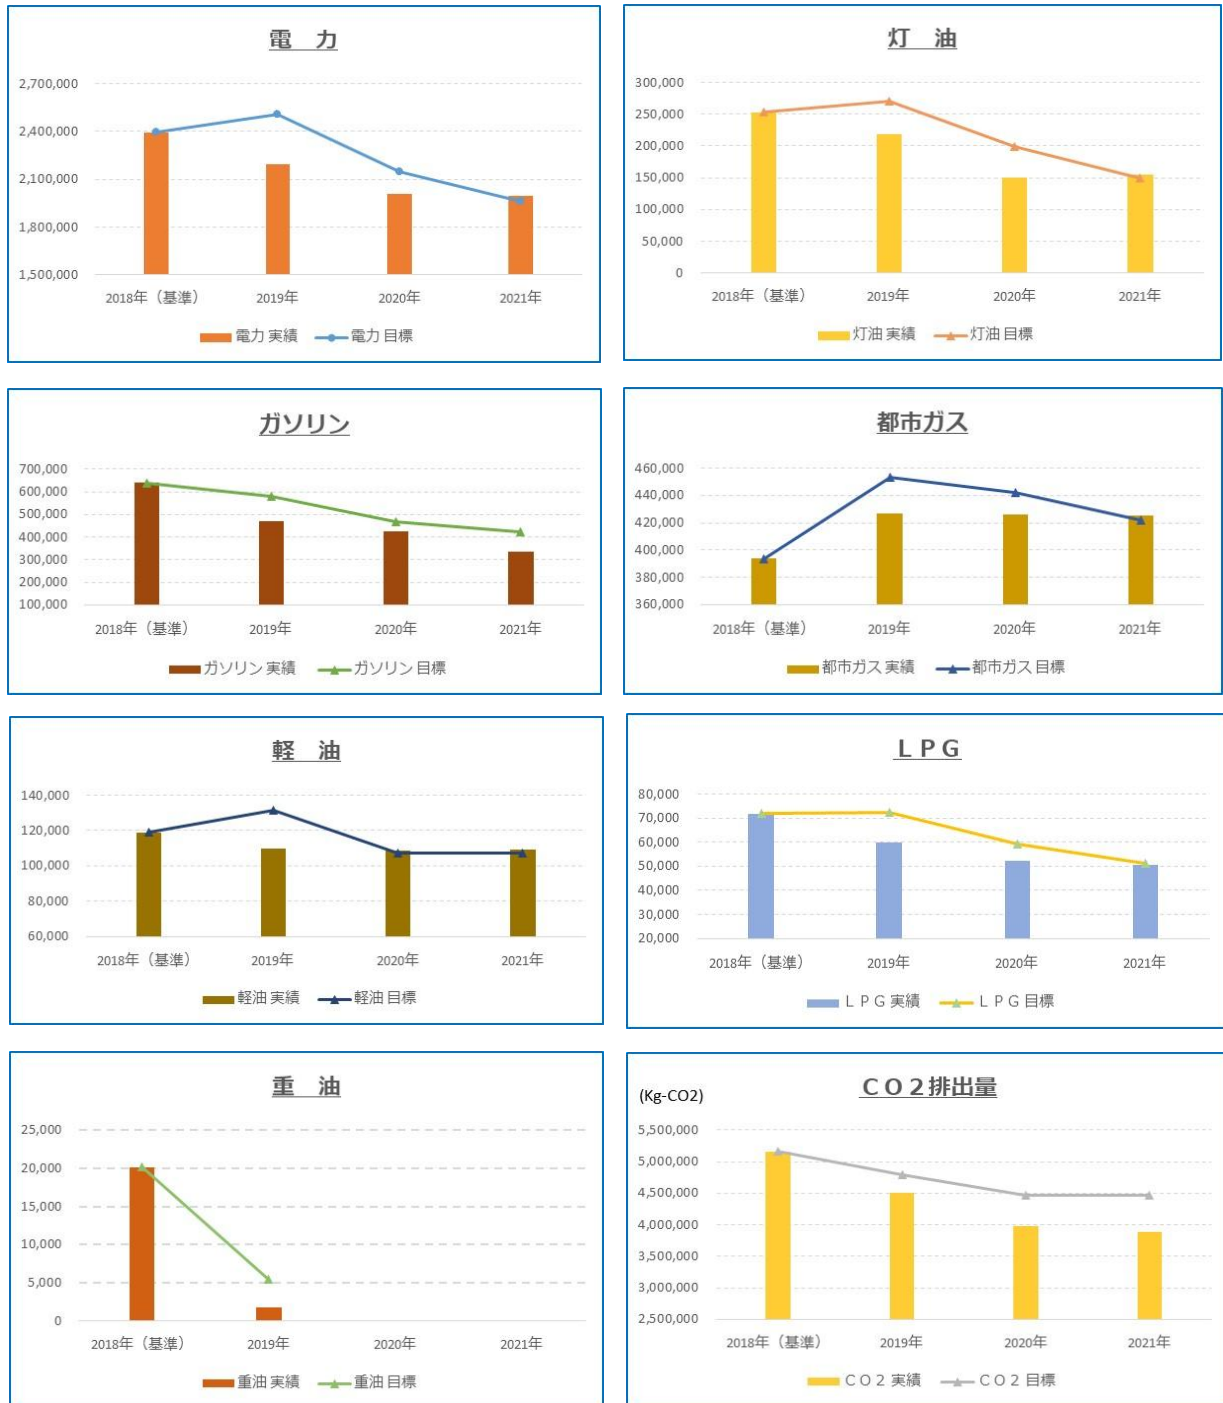 電　力
2,700,000
2,400,000
2,100,000
1,800,000
1,500,000
2018年（基準） 2019年 2020年 2021年
電力 実績 電力 目標
灯　油
300,000
250,000
200,000
150,000
100,000
50,000
0
2018年（基準） 2019年 2020年 2021年
灯油 実績 灯油 目標
ガソリン
700,000
600,000
500,000
400,000
300,000
200,000
100,000
2018年（基準） 2019年 2020年 2021年
ガソリン 実績 ガソリン 目標
都市ガス
460,000
440,000
420,000
400,000
380,000
360,000
2018年（基準） 2019年 2020年 2021年
都市ガス 実績 都市ガス 目標
軽　油
140,000
120,000
100,000
80,000
60,000
2018年（基準） 2019年 2020年 2021年
軽油 実績 軽油 目標
ＬＰＧ
80,000
70,000
60,000
50,000
40,000
30,000
20,000
2018年（基準） 2019年 2020年 2021年
ＬＰＧ 実績 ＬＰＧ 目標
重　油
25,000
20,000
15,000
10,000
5,000
0
2018年（基準） 2019年 2020年 2021年
重油 実績 重油 目標
ＣＯ２排出量
(Kg-CO2)
5,500,000
5,000,000
4,500,000
4,000,000
3,500,000
3,000,000
2,500,000
2018年（基準） 2019年 2020年 2021年
ＣＯ２ 実績 ＣＯ２ 目標